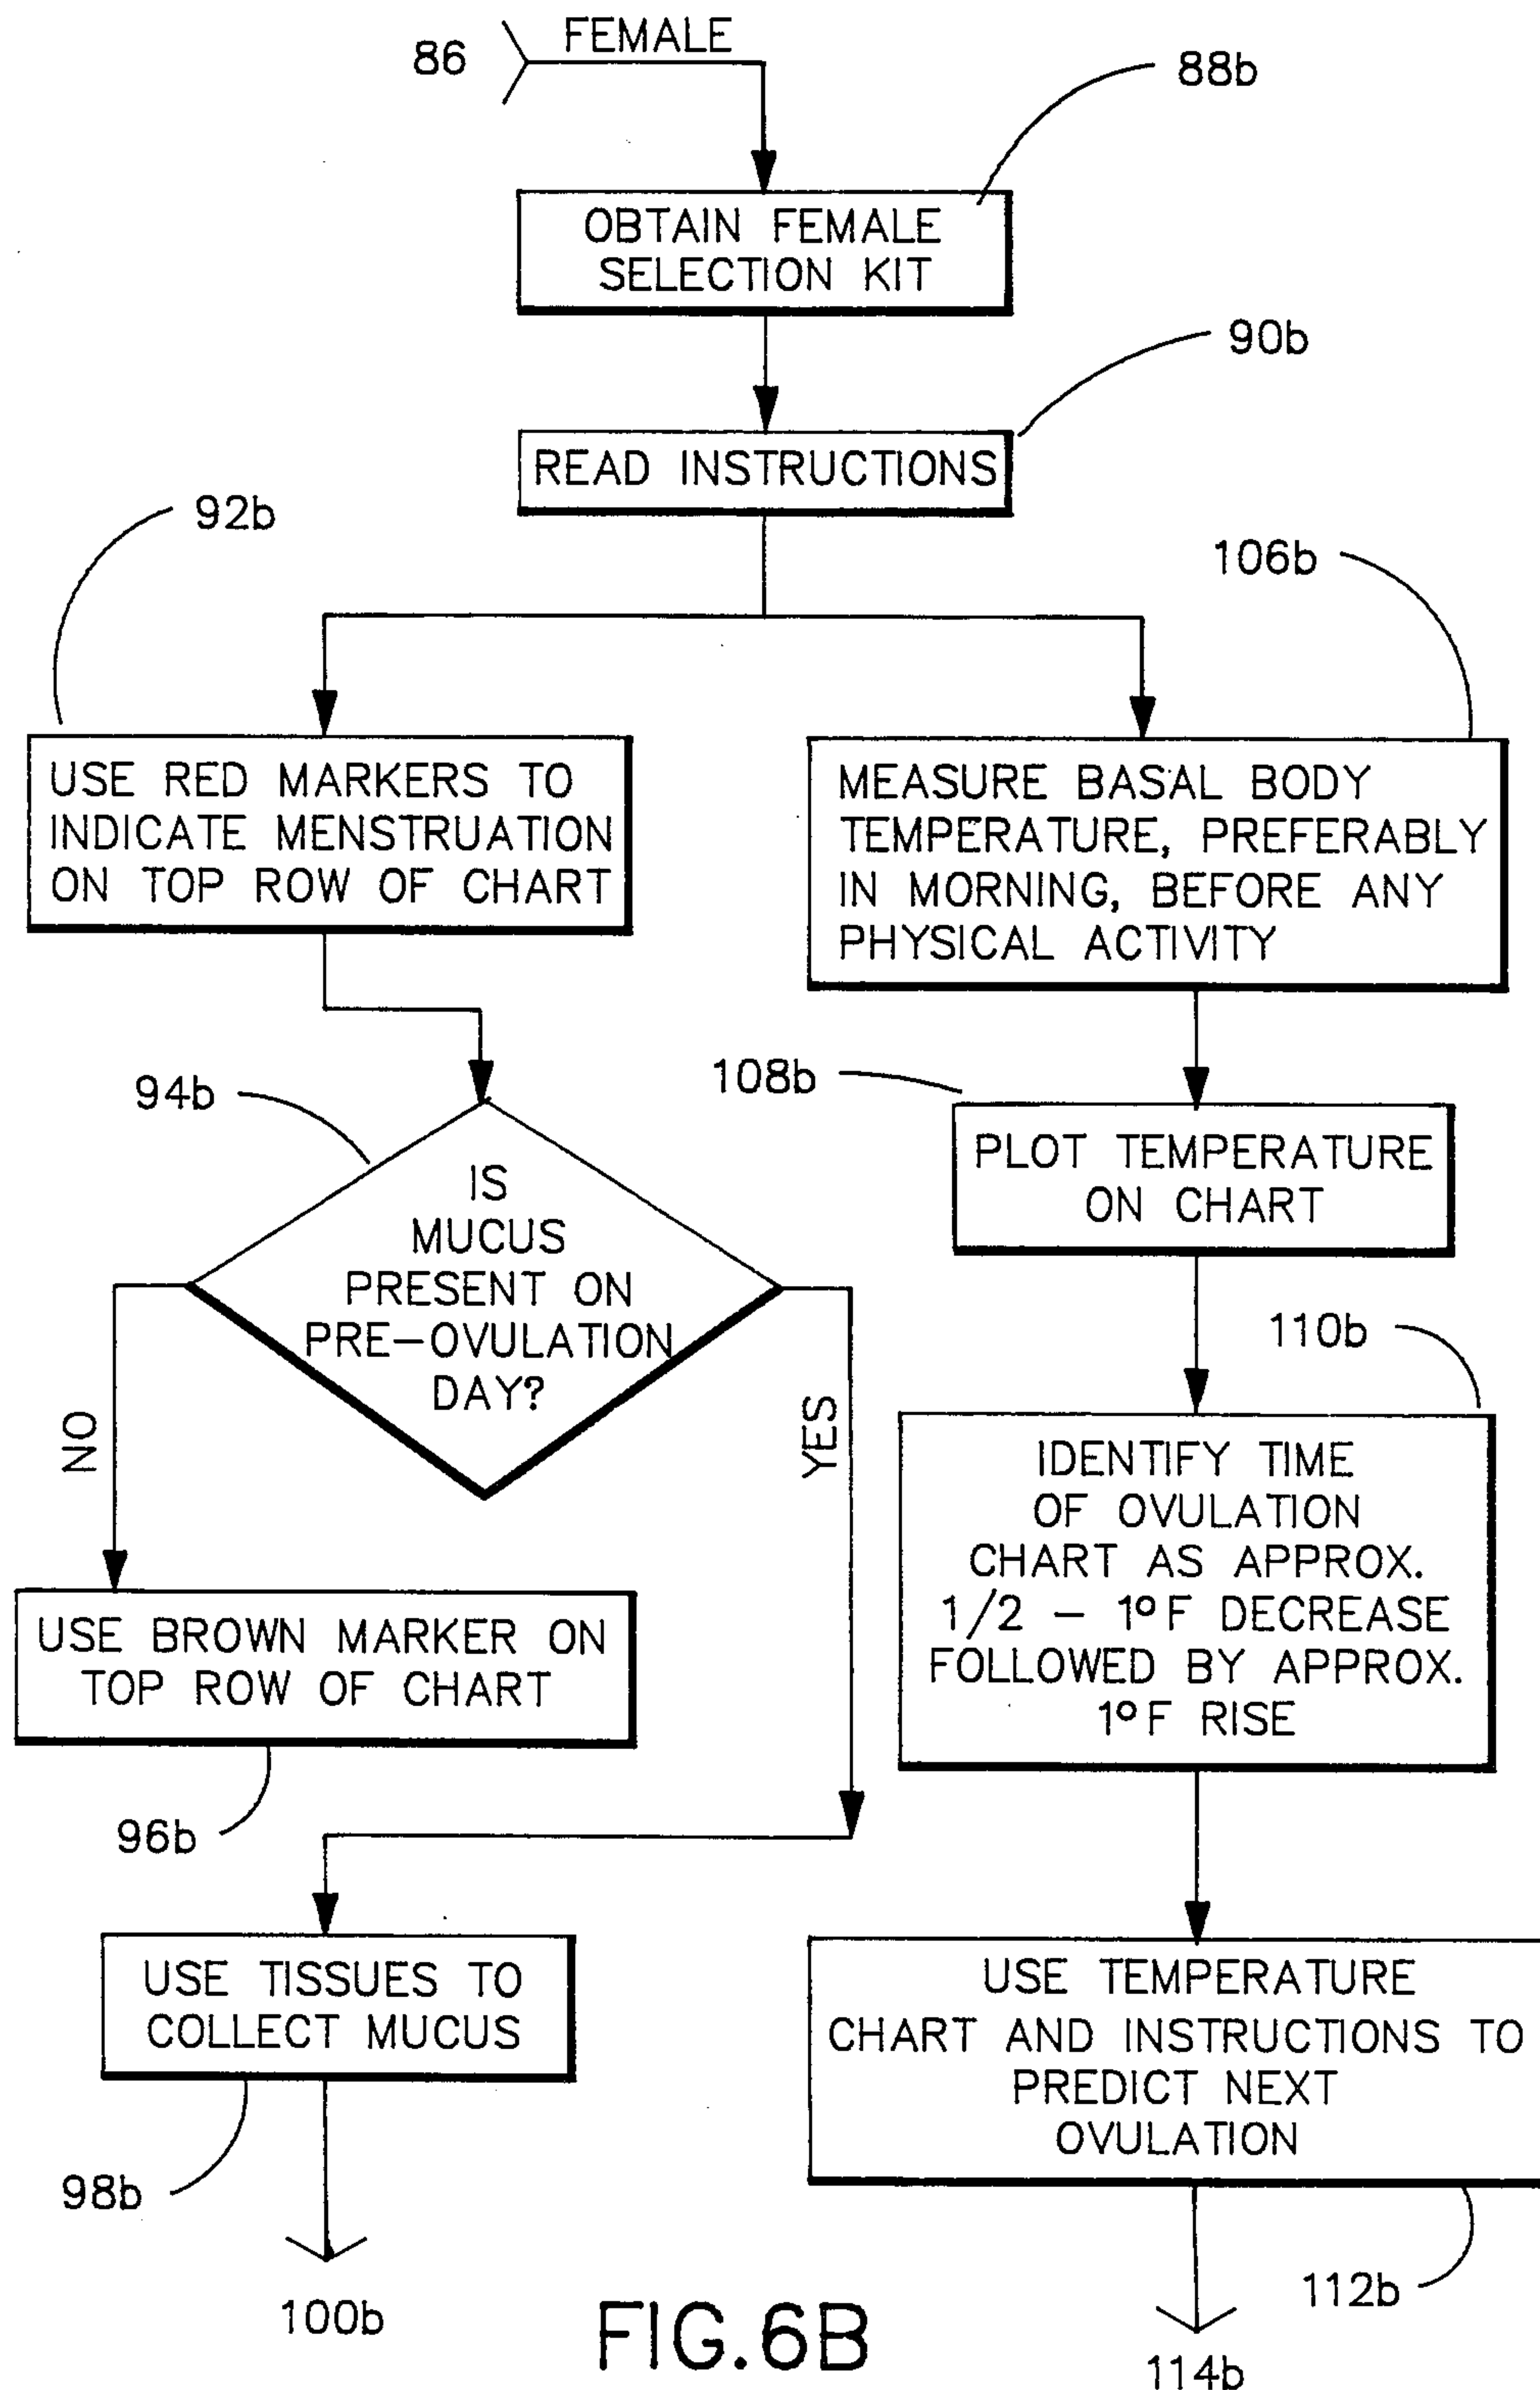 FEMALE
86
88b
OBTAIN FEMALE
SELECTION KIT
90b
READ INSTRUCTIONS
92b
106b
USE RED MARKERS TO
INDICATE MENSTRUATION
ON TOP ROW OF CHART
MEASURE BASAL BODY
TEMPERATURE, PREFERABLY
IN MORNING, BEFORE ANY
PHYSICAL ACTIVITY
94b
108b
IS
MUCUS
PRESENT ON
PRE-OVULATION
DAY?
PLOT TEMPERATURE
ON CHART
110b
NO
YES
IDENTIFY TIME
OF OVULATION
CHART AS APPROX.
1/2 - 1°F DECREASE
FOLLOWED BY APPROX.
1°F RISE
USE BROWN MARKER ON
TOP ROW OF CHART
96b
USE TISSUES TO
COLLECT MUCUS
USE TEMPERATURE
CHART AND INSTRUCTIONS TO
PREDICT NEXT
OVULATION
98b
112b
100b
114b
FIG.6B